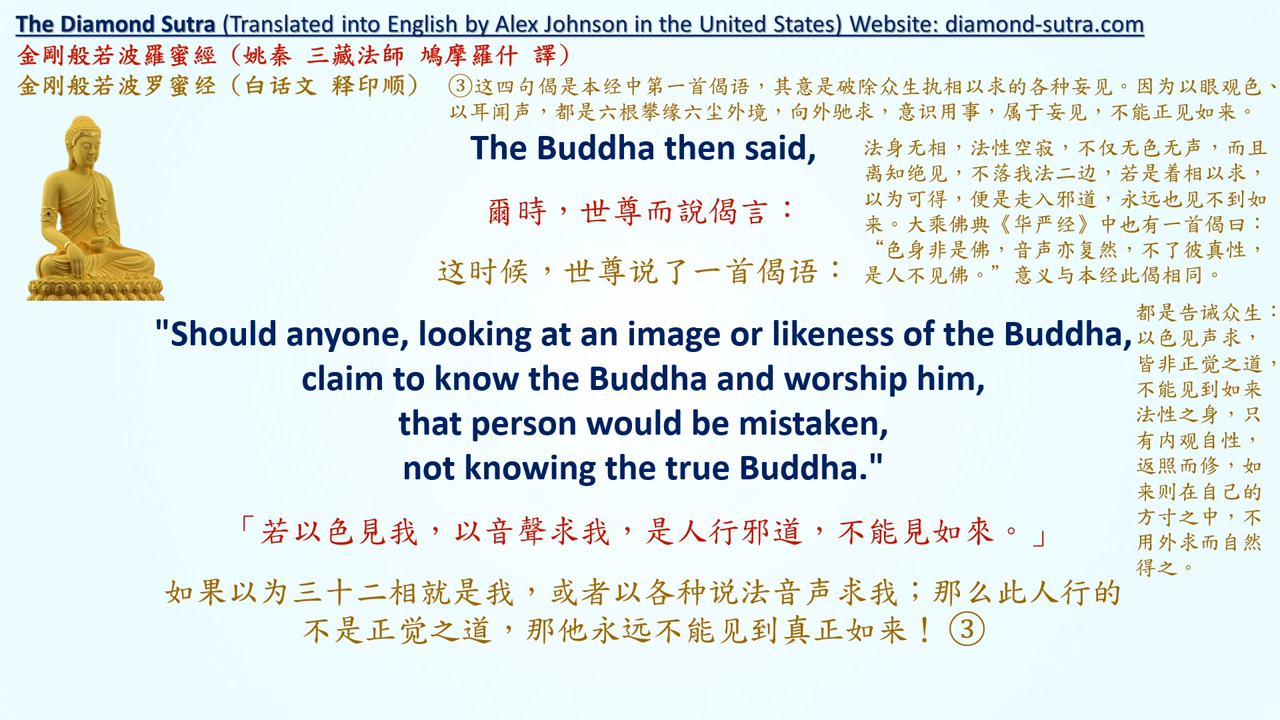 The Diamond Sutra (Translated into English by Alex Johnson in the United States) Website: diamond-sutra.com
金剛般若波羅蜜經（姚秦 三藏法師 鳩摩羅什 譯）
金刚般若波罗蜜经（白话文 释印顺）
③这四句偈是本经中第一首偈语，其意是破除众生执相以求的各种妄见。因为以眼观色、
以耳闻声，都是六根攀缘六尘外境，向外驰求，意识用事，属于妄见，不能正见如来。
The Buddha then said,
爾時，世尊而說偈言：
这时候，世尊说了一首偈语：
法身无相，法性空寂，不仅无色无声，而且
离知绝见，不落我法二边，若是着相以求，
以为可得，便是走入邪道，永远也见不到如
来。大乘佛典《华严经》中也有一首偈曰：
“色身非是佛，音声亦复然，不了彼真性，
是人不见佛。”意义与本经此偈相同。
"Should anyone, looking at an image or likeness of the Buddha,
claim to know the Buddha and worship him,
that person would be mistaken,
not knowing the true Buddha."
都是告诫众生：
以色见声求，
皆非正觉之道，
不能见到如来
法性之身，只
有内观自性，
返照而修，如
来则在自己的
方寸之中，不
用外求而自然
得之。
「若以色見我，以音聲求我，是人行邪道，不能見如來。」
如果以为三十二相就是我，或者以各种说法音声求我；那么此人行的
不是正觉之道，那他永远不能见到真正如来！③